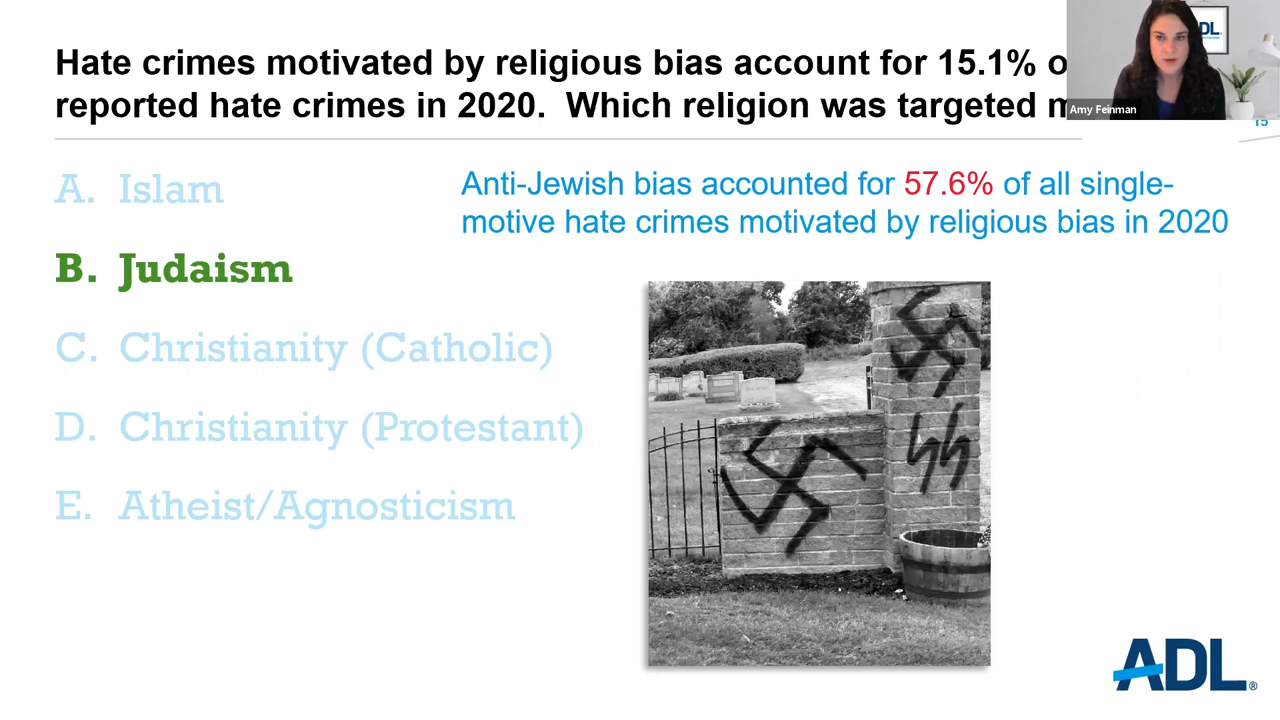 Hate crimes motivated by religious bias account for 15.1% o
reported hate crimes in 2020.  Which religion was targeted m
Amy Feinman
15
A. Islam
B. Judaism
C. Christianity (Catholic)
D. Christianity (Protestant)
E. Atheist/Agnosticism
Anti-Jewish bias accounted for 57.6% of all single-
motive hate crimes motivated by religious bias in 2020
SS
ADL®